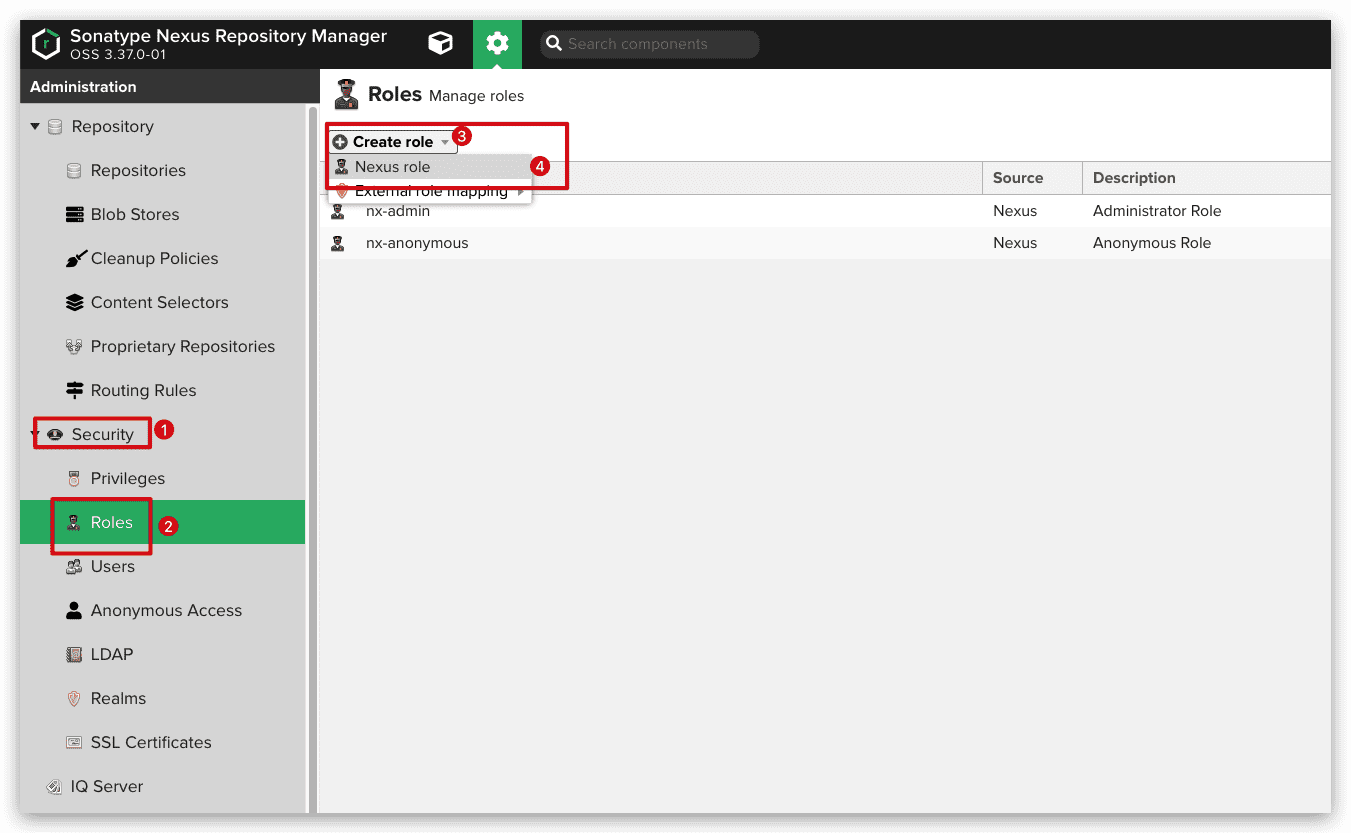 Sonatype Nexus Repository Manager
OSS 3.37.0-01
Search components
Administration
Roles Manage roles
Repository
Create role 3
Nexus role 4
External role mapping
Source Description
nx-admin Nexus Administrator Role
nx-anonymous Nexus Anonymous Role
Repositories
Blob Stores
Cleanup Policies
Content Selectors
Proprietary Repositories
Routing Rules
Security 1
Privileges
Roles 2
Users
Anonymous Access
LDAP
Realms
SSL Certificates
IQ Server